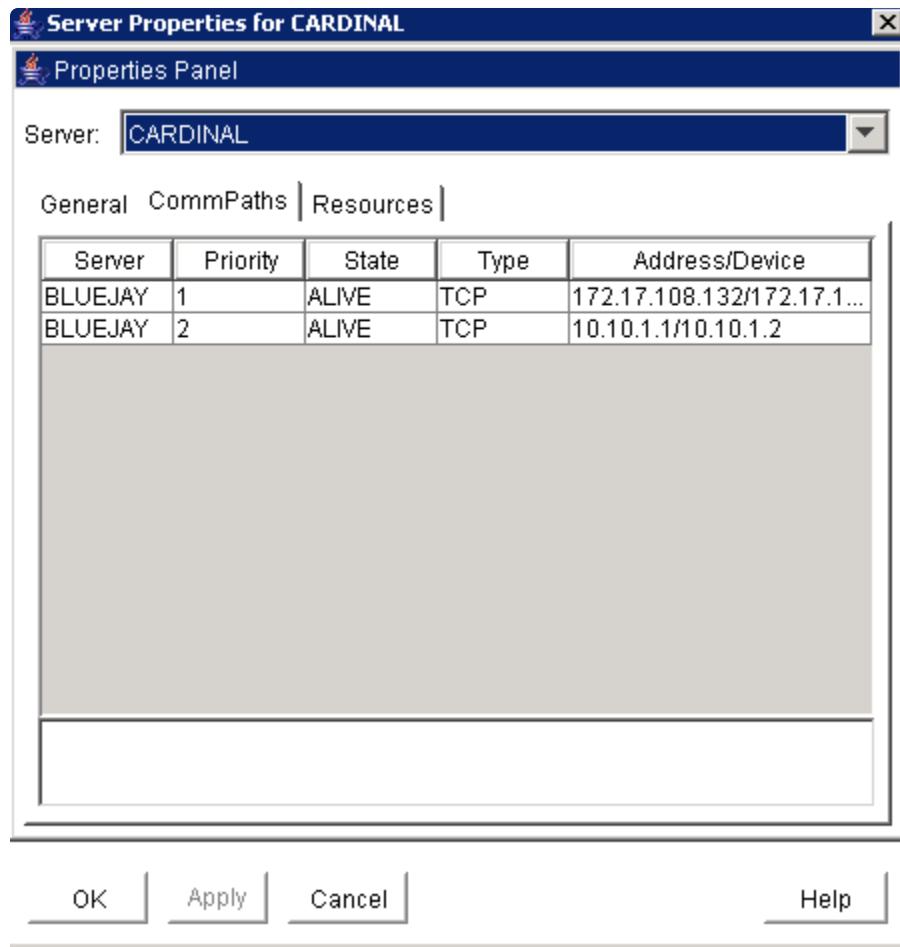 Server Properties for CARDINAL
Properties Panel
Server: CARDINAL
General CommPaths Resources
Server Priority State Type Address/Device
BLUEJAY 1 ALIVE TCP 172.17.108.132/172.17.1...
BLUEJAY 2 ALIVE TCP 10.10.1.1/10.10.1.2
OK Apply Cancel Help